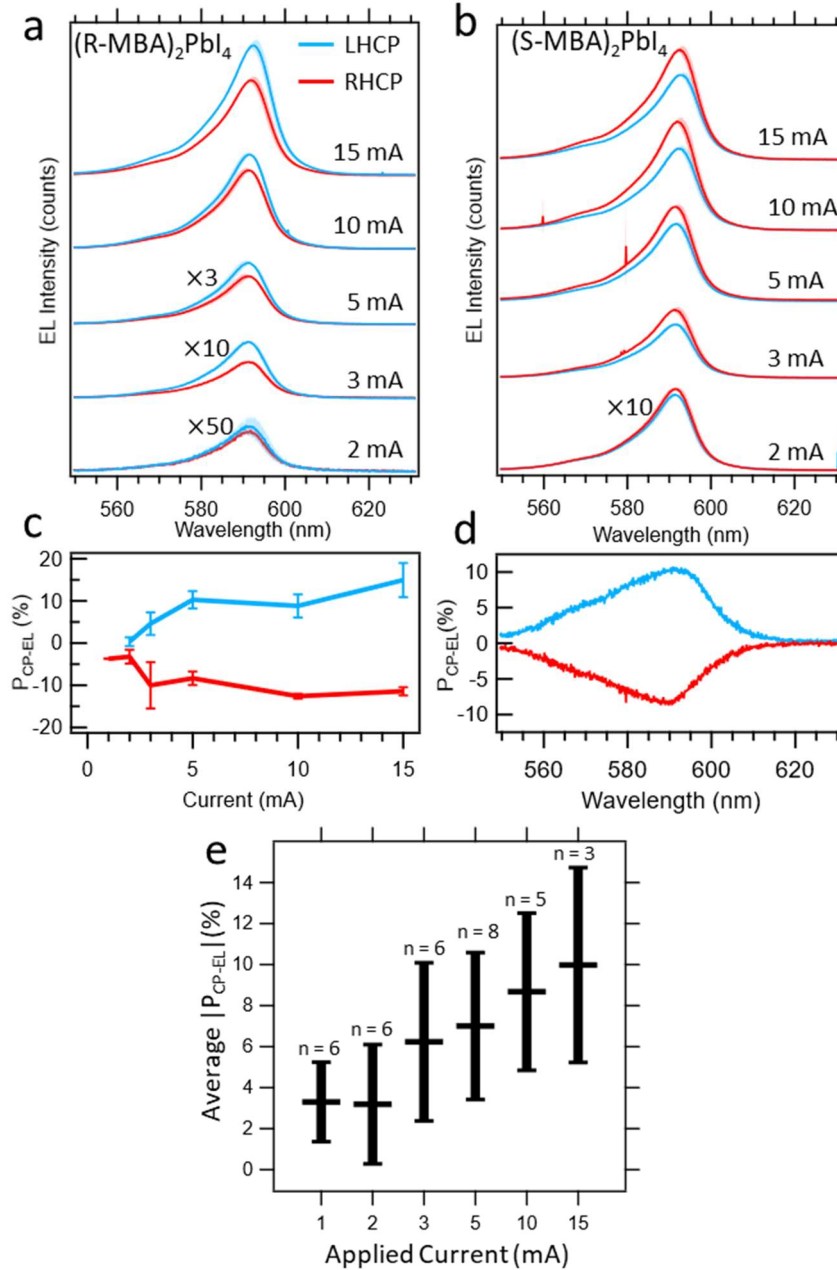 a
(R-MBA)₂PbI₄
LHCP
RHCP
15 mA
10 mA
×3
5 mA
×10
3 mA
×50
2 mA
EL Intensity (counts)
560 580 600 620
Wavelength (nm)
b
(S-MBA)₂PbI₄
15 mA
10 mA
5 mA
3 mA
×10
2 mA
EL Intensity (counts)
560 580 600 620
Wavelength (nm)
c
20
10
0
-10
-20
P_CP-EL (%)
0 5 10 15
Current (mA)
d
10
5
0
-5
-10
P_CP-EL(%)
560 580 600 620
Wavelength (nm)
e
n = 6
n = 6
n = 6
n = 8
n = 5
n = 3
14
12
10
8
6
4
2
0
Average |P_CP-EL| (%)
1 2 3 5 10 15
Applied Current (mA)